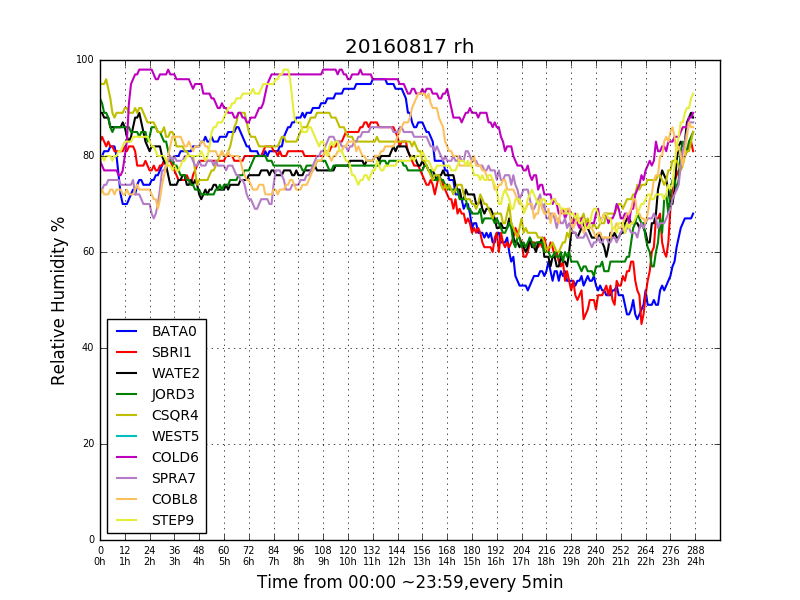 20160817 rh
100
80
60
40
20
0
Relative Humidity %
BATA0
SBRI1
WATE2
JORD3
CSQR4
WEST5
COLD6
SPRA7
COBL8
STEP9
0 12 24 36 48 60 72 84 96 108 120 132 144 156 168 180 192 204 216 228 240 252 264 276 288
0h 1h 2h 3h 4h 5h 6h 7h 8h 9h 10h 11h 12h 13h 14h 15h 16h 17h 18h 19h 20h 21h 22h 23h 24h
Time from 00:00 ~23:59,every 5min